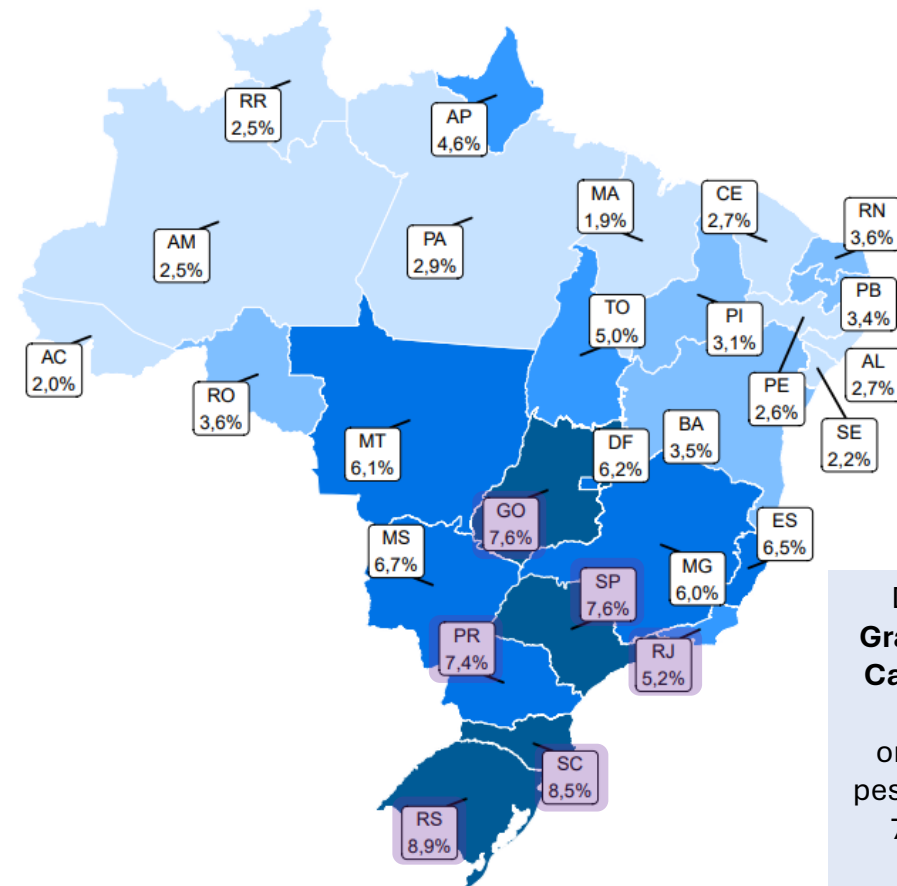 RR
2,5%
AP
4,6%
MA
1,9%
CE
2,7%
RN
3,6%
AM
2,5%
PA
2,9%
PB
3,4%
TO
5,0%
PI
3,1%
AC
2,0%
RO
3,6%
PE
2,6%
AL
2,7%
MT
6,1%
DF
6,2%
BA
3,5%
SE
2,2%
GO
7,6%
MS
6,7%
ES
6,5%
SP
7,6%
MG
6,0%
PR
7,4%
RJ
5,2%
SC
8,5%
RS
8,9%
Gra
Ca
pes
7